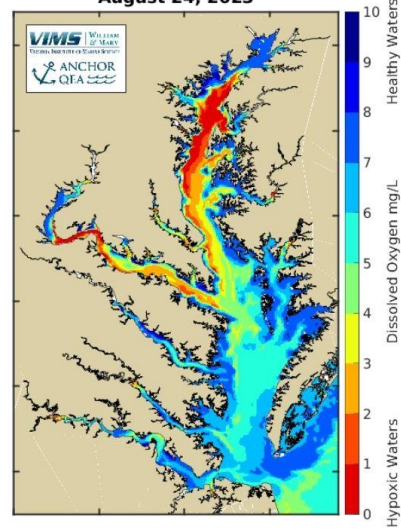 August 24, 2023
VIMS | WILLIAM & MARY
VIRGINIA INSTITUTE OF MARINE SCIENCE
ANCHOR
QEA
10
9
8
7
6
5
4
3
2
1
0
Healthy Waters
Dissolved Oxygen mg/L
Hypoxic Waters